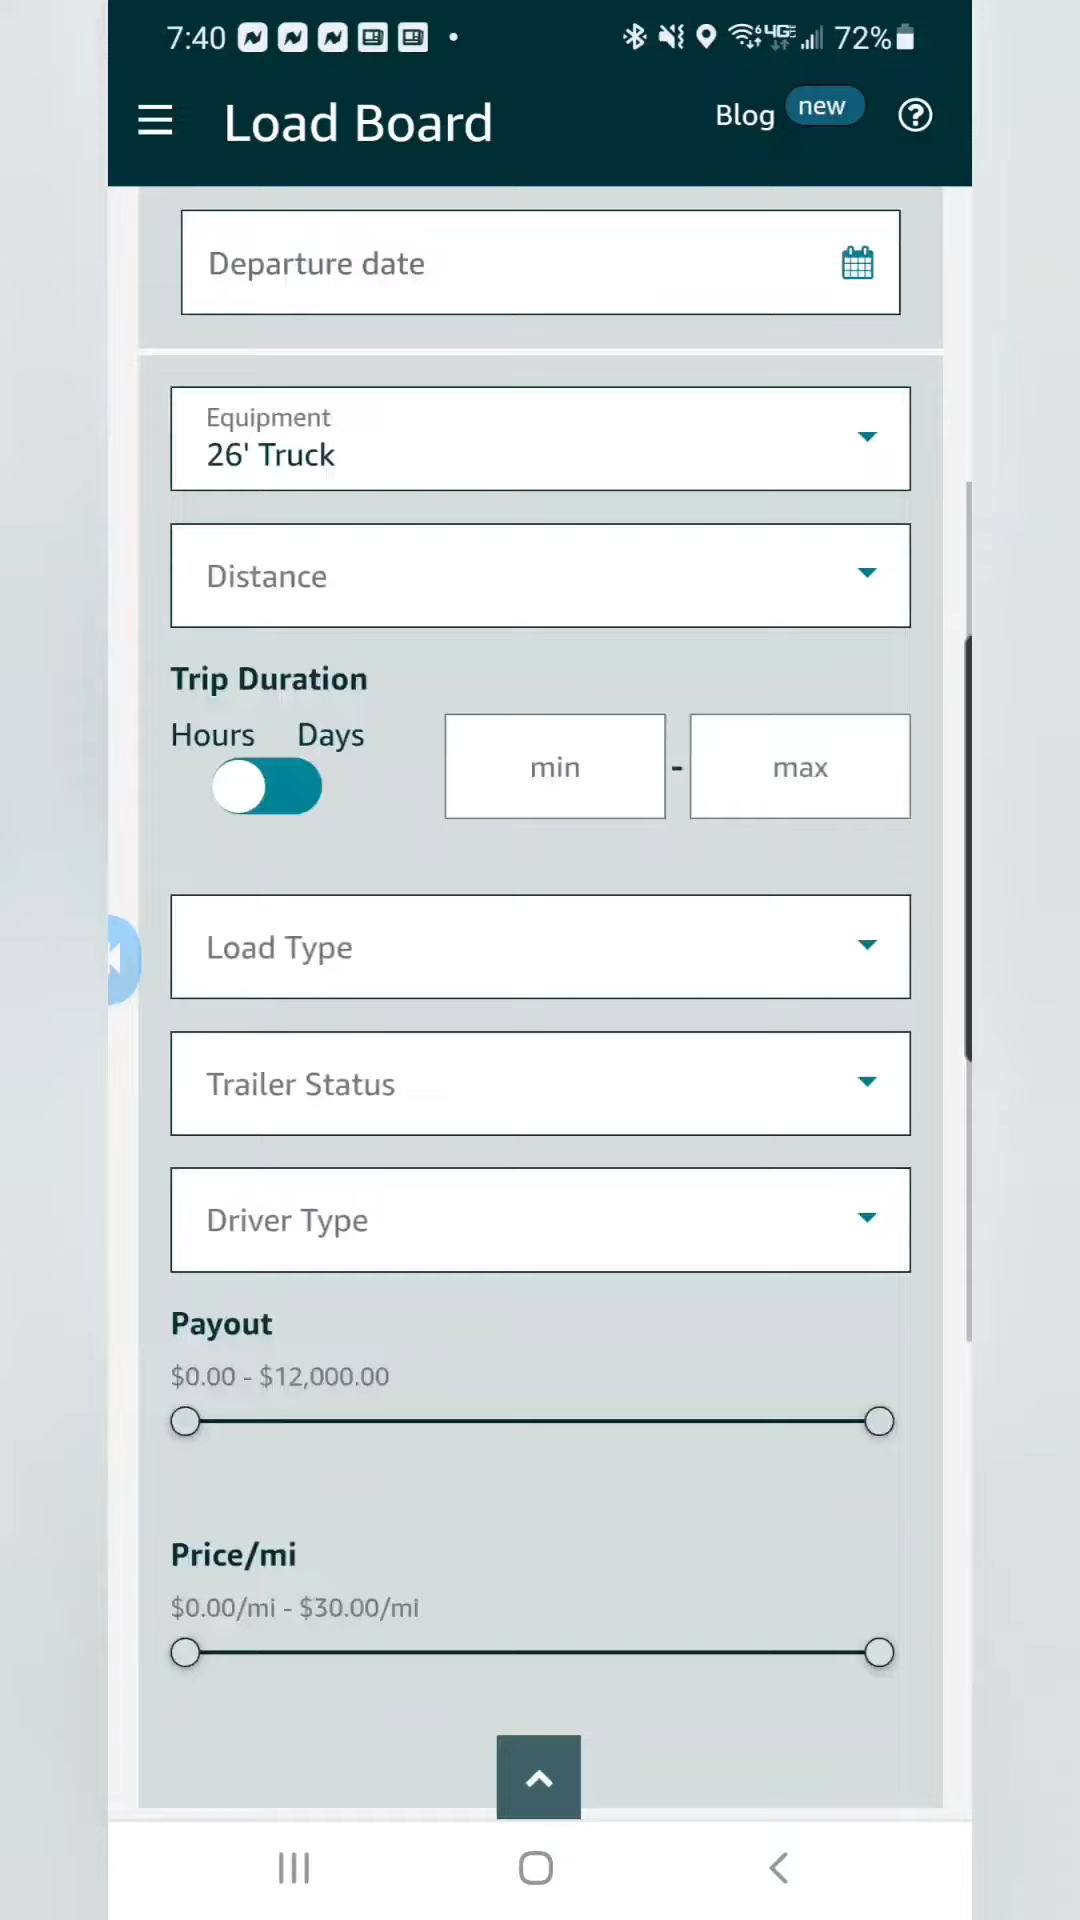 7:40
4GE 72%
Load Board
Blog new
Departure date
Equipment
26' Truck
Distance
Trip Duration
Hours Days
min - max
Load Type
Trailer Status
Driver Type
Payout
$0.00 - $12,000.00
Price/mi
$0.00/mi - $30.00/mi